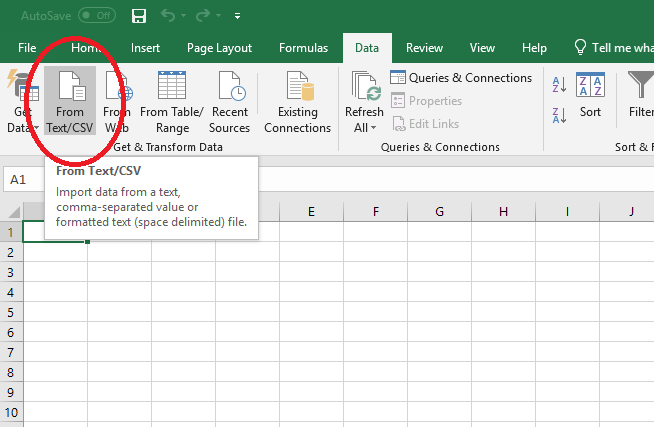 AutoSave Off
File Home Insert Page Layout Formulas Data Review View Help Tell me what
Get Data From Text/CSV From Web From Table/ Range Recent Sources Existing Connections Refresh All Queries & Connections Sort Filter
Properties
Edit Links
Get & Transform Data Queries & Connections Sort &
A1
From Text/CSV
Import data from a text,
comma-separated value or
formatted text (space delimited) file.
E F G H I J
1
2
3
4
5
6
7
8
9
10